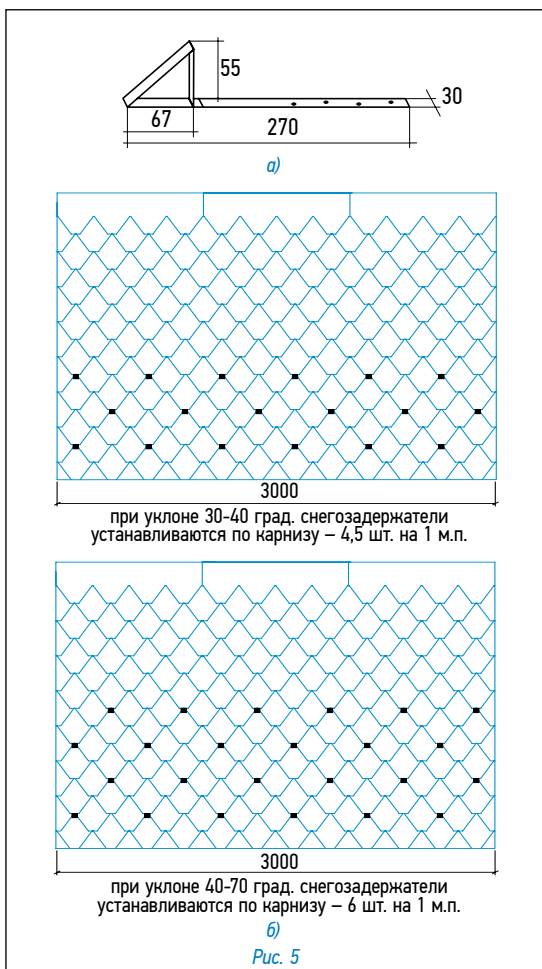 55
30
67
270
а)
3000
при уклоне 30-40 град. снегозадержатели
устанавливаются по карнизу – 4,5 шт. на 1 м.п.
3000
при уклоне 40-70 град. снегозадержатели
устанавливаются по карнизу – 6 шт. на 1 м.п.
б)
Рис. 5